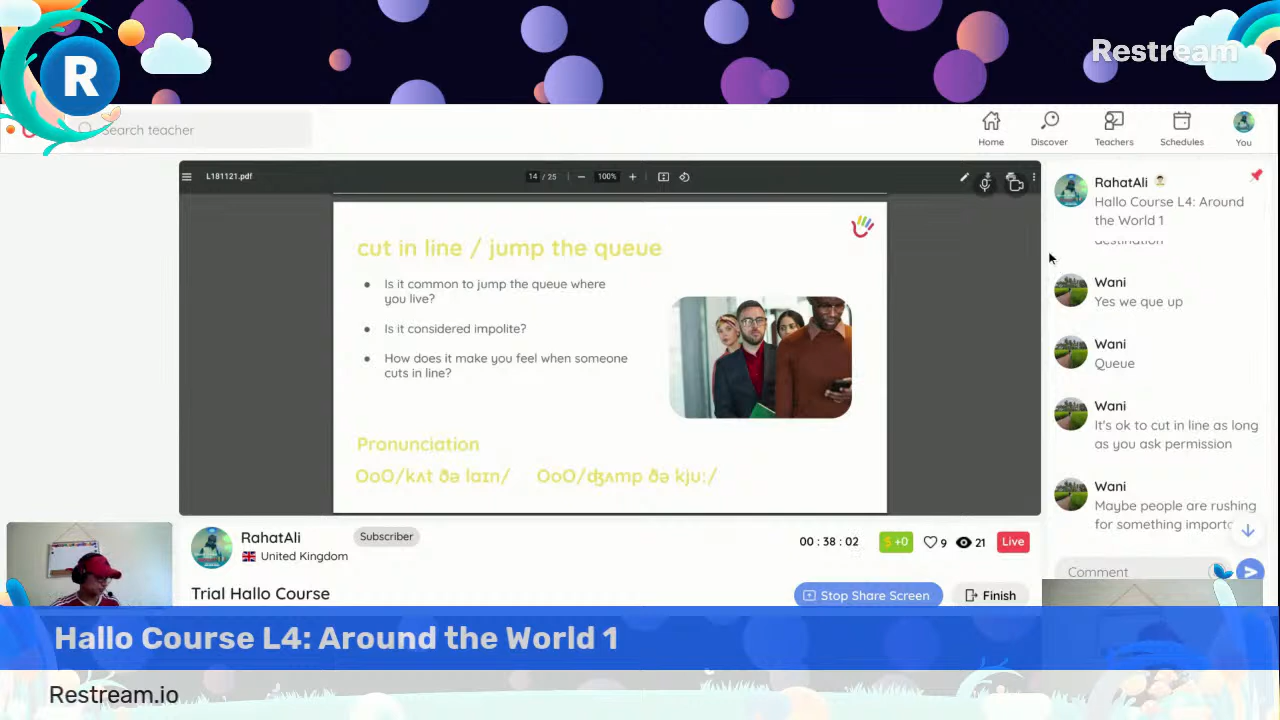 R
Restream
Search teacher
Home
Discover
Teachers
Schedules
You
L181121.pdf
14 / 25
100%
cut in line / jump the queue
● Is it common to jump the queue where
you live?
● Is it considered impolite?
● How does it make you feel when someone
cuts in line?
Pronunciation
OoO/kʌt ðə laɪn/ OoO/ʤʌmp ðə kjuː/
RahatAli
Hallo Course L4: Around
the World 1
destination
Wani
Yes we que up
Wani
Queue
Wani
It's ok to cut in line as long
as you ask permission
Wani
Maybe people are rushing
for something importa
Comment
RahatAli
Subscriber
United Kingdom
00 : 38 : 02
$ +0
9
21
Live
Trial Hallo Course
Stop Share Screen
Finish
Hallo Course L4: Around the World 1
Restream.io